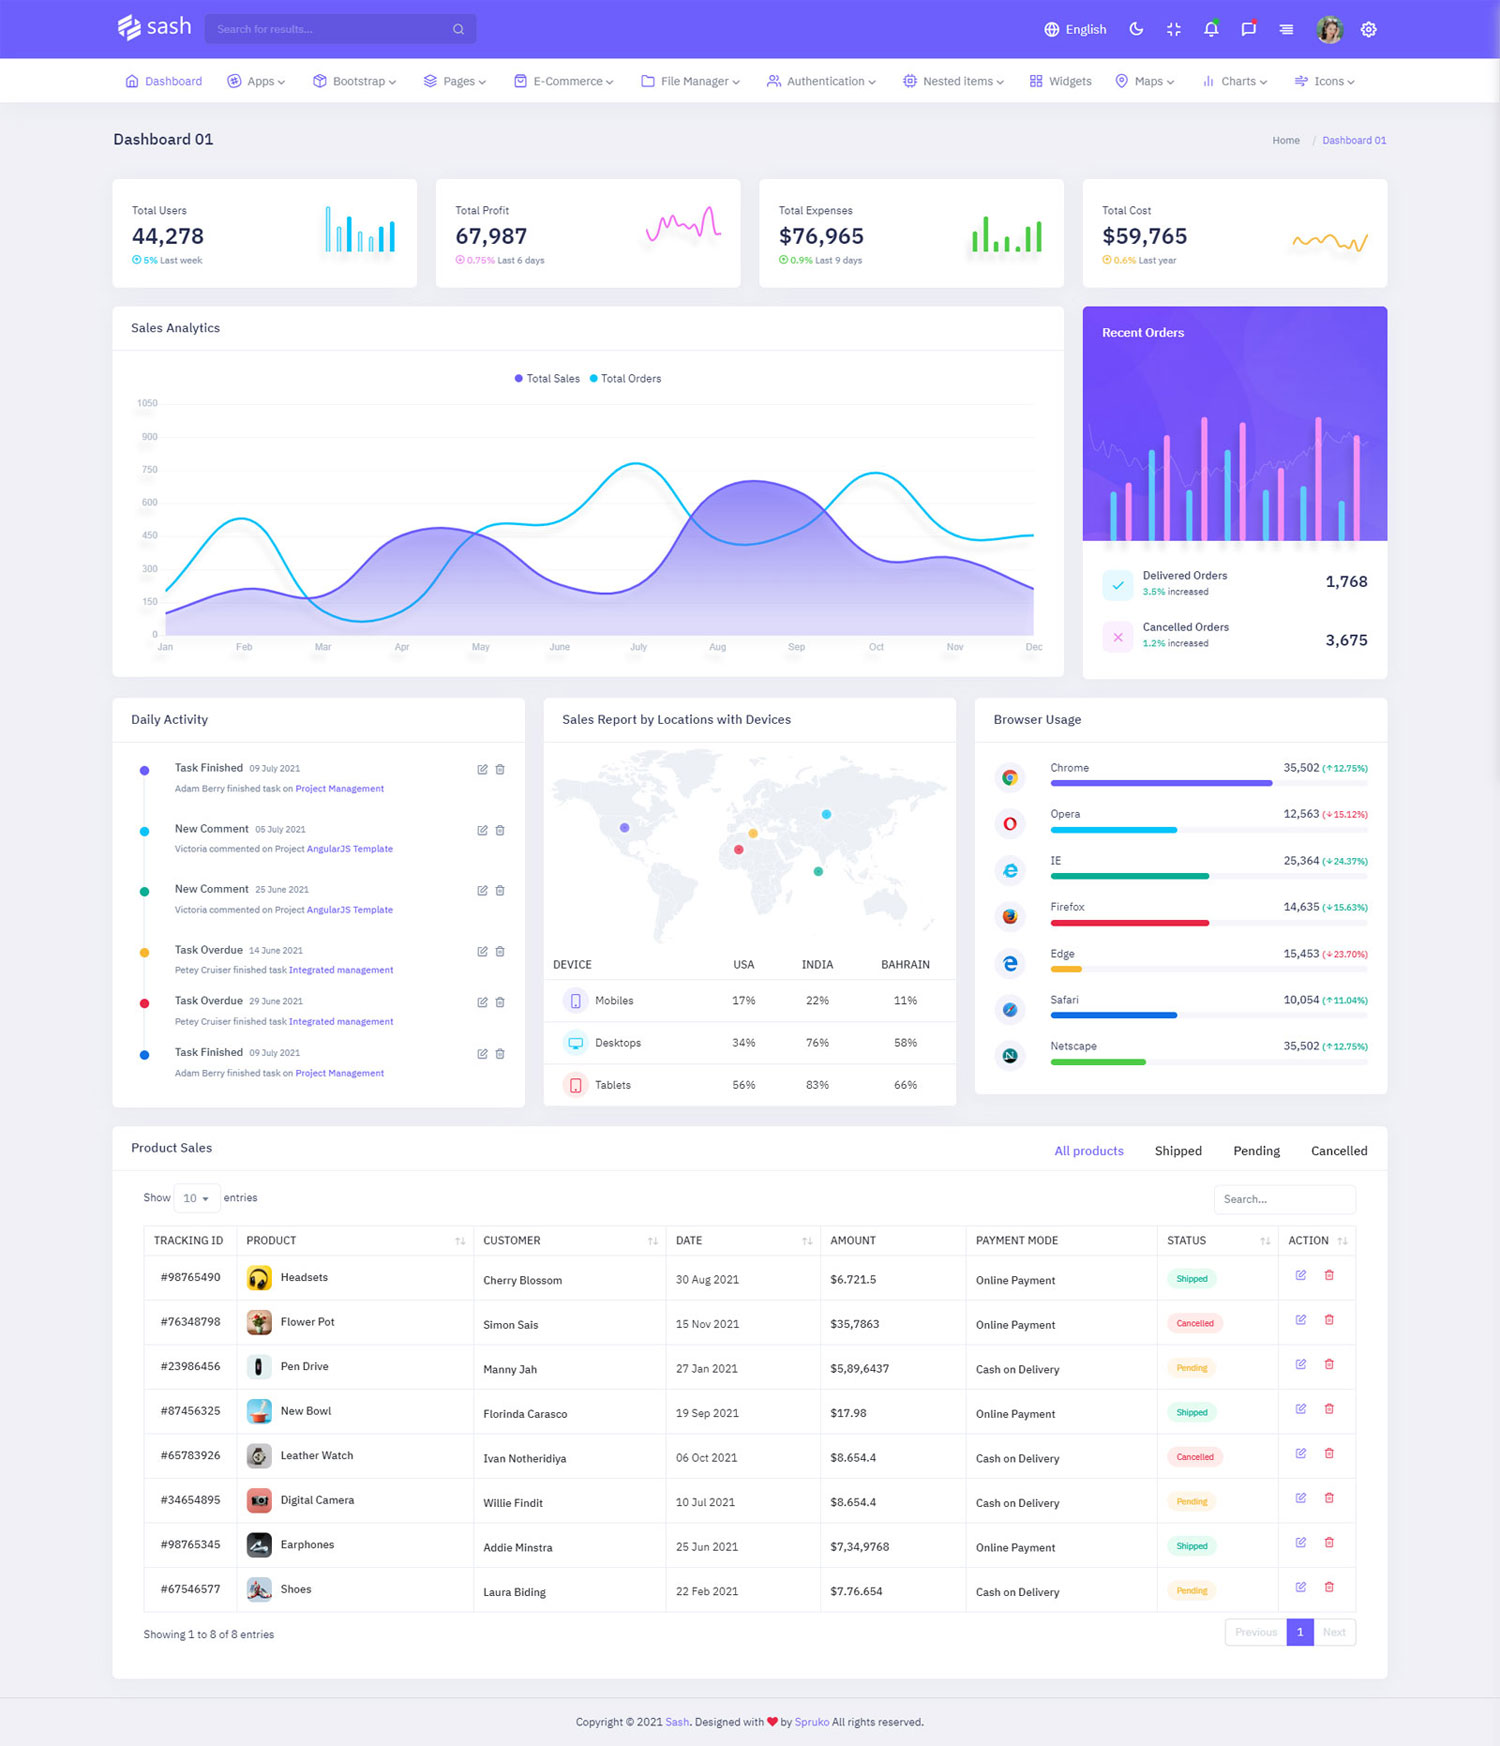 sash
Search for results...
English
Dashboard
Apps
Bootstrap
Pages
E-Commerce
File Manager
Authentication
Nested items
Widgets
Maps
Charts
Icons
Dashboard 01
Home / Dashboard 01
Total Users
44,278
5% Last week
Total Profit
67,987
0.75% Last 6 days
Total Expenses
$76,965
0.9% Last 9 days
Total Cost
$59,765
0.6% Last year
Sales Analytics
Total Sales Total Orders
1050
900
750
600
450
300
150
0
Jan Feb Mar Apr May June July Aug Sep Oct Nov Dec
Recent Orders
Delivered Orders
3.5% increased
1,768
Cancelled Orders
1.2% increased
3,675
Daily Activity
Task Finished 09 July 2021
Adam Berry finished task on Project Management
New Comment 05 July 2021
Victoria commented on Project AngularJS Template
New Comment 25 June 2021
Victoria commented on Project AngularJS Template
Task Overdue 14 June 2021
Petey Cruiser finished task Integrated management
Task Overdue 29 June 2021
Petey Cruiser finished task Integrated management
Task Finished 09 July 2021
Adam Berry finished task on Project Management
Sales Report by Locations with Devices
DEVICE USA INDIA BAHRAIN
Mobiles 17% 22% 11%
Desktops 34% 76% 58%
Tablets 56% 83% 66%
Browser Usage
Chrome 35,502 (↑12.75%)
Opera 12,563 (↓15.12%)
IE 25,364 (↓24.37%)
Firefox 14,635 (↓15.63%)
Edge 15,453 (↓23.70%)
Safari 10,054 (↑11.04%)
Netscape 35,502 (↑12.75%)
Product Sales
All products Shipped Pending Cancelled
Show 10 entries
Search...
TRACKING ID PRODUCT CUSTOMER DATE AMOUNT PAYMENT MODE STATUS ACTION
#98765490 Headsets Cherry Blossom 30 Aug 2021 $6.721.5 Online Payment Shipped
#76348798 Flower Pot Simon Sais 15 Nov 2021 $35,7863 Online Payment Cancelled
#23986456 Pen Drive Manny Jah 27 Jan 2021 $5,89,6437 Cash on Delivery Pending
#87456325 New Bowl Florinda Carasco 19 Sep 2021 $17.98 Online Payment Shipped
#65783926 Leather Watch Ivan Notheridiya 06 Oct 2021 $8.654.4 Cash on Delivery Cancelled
#34654895 Digital Camera Willie Findit 10 Jul 2021 $8.654.4 Cash on Delivery Pending
#98765345 Earphones Addie Minstra 25 Jun 2021 $7,34,9768 Online Payment Shipped
#67546577 Shoes Laura Biding 22 Feb 2021 $7.76.654 Cash on Delivery Pending
Showing 1 to 8 of 8 entries
Previous 1 Next
Copyright © 2021 Sash. Designed with ❤ by Spruko All rights reserved.